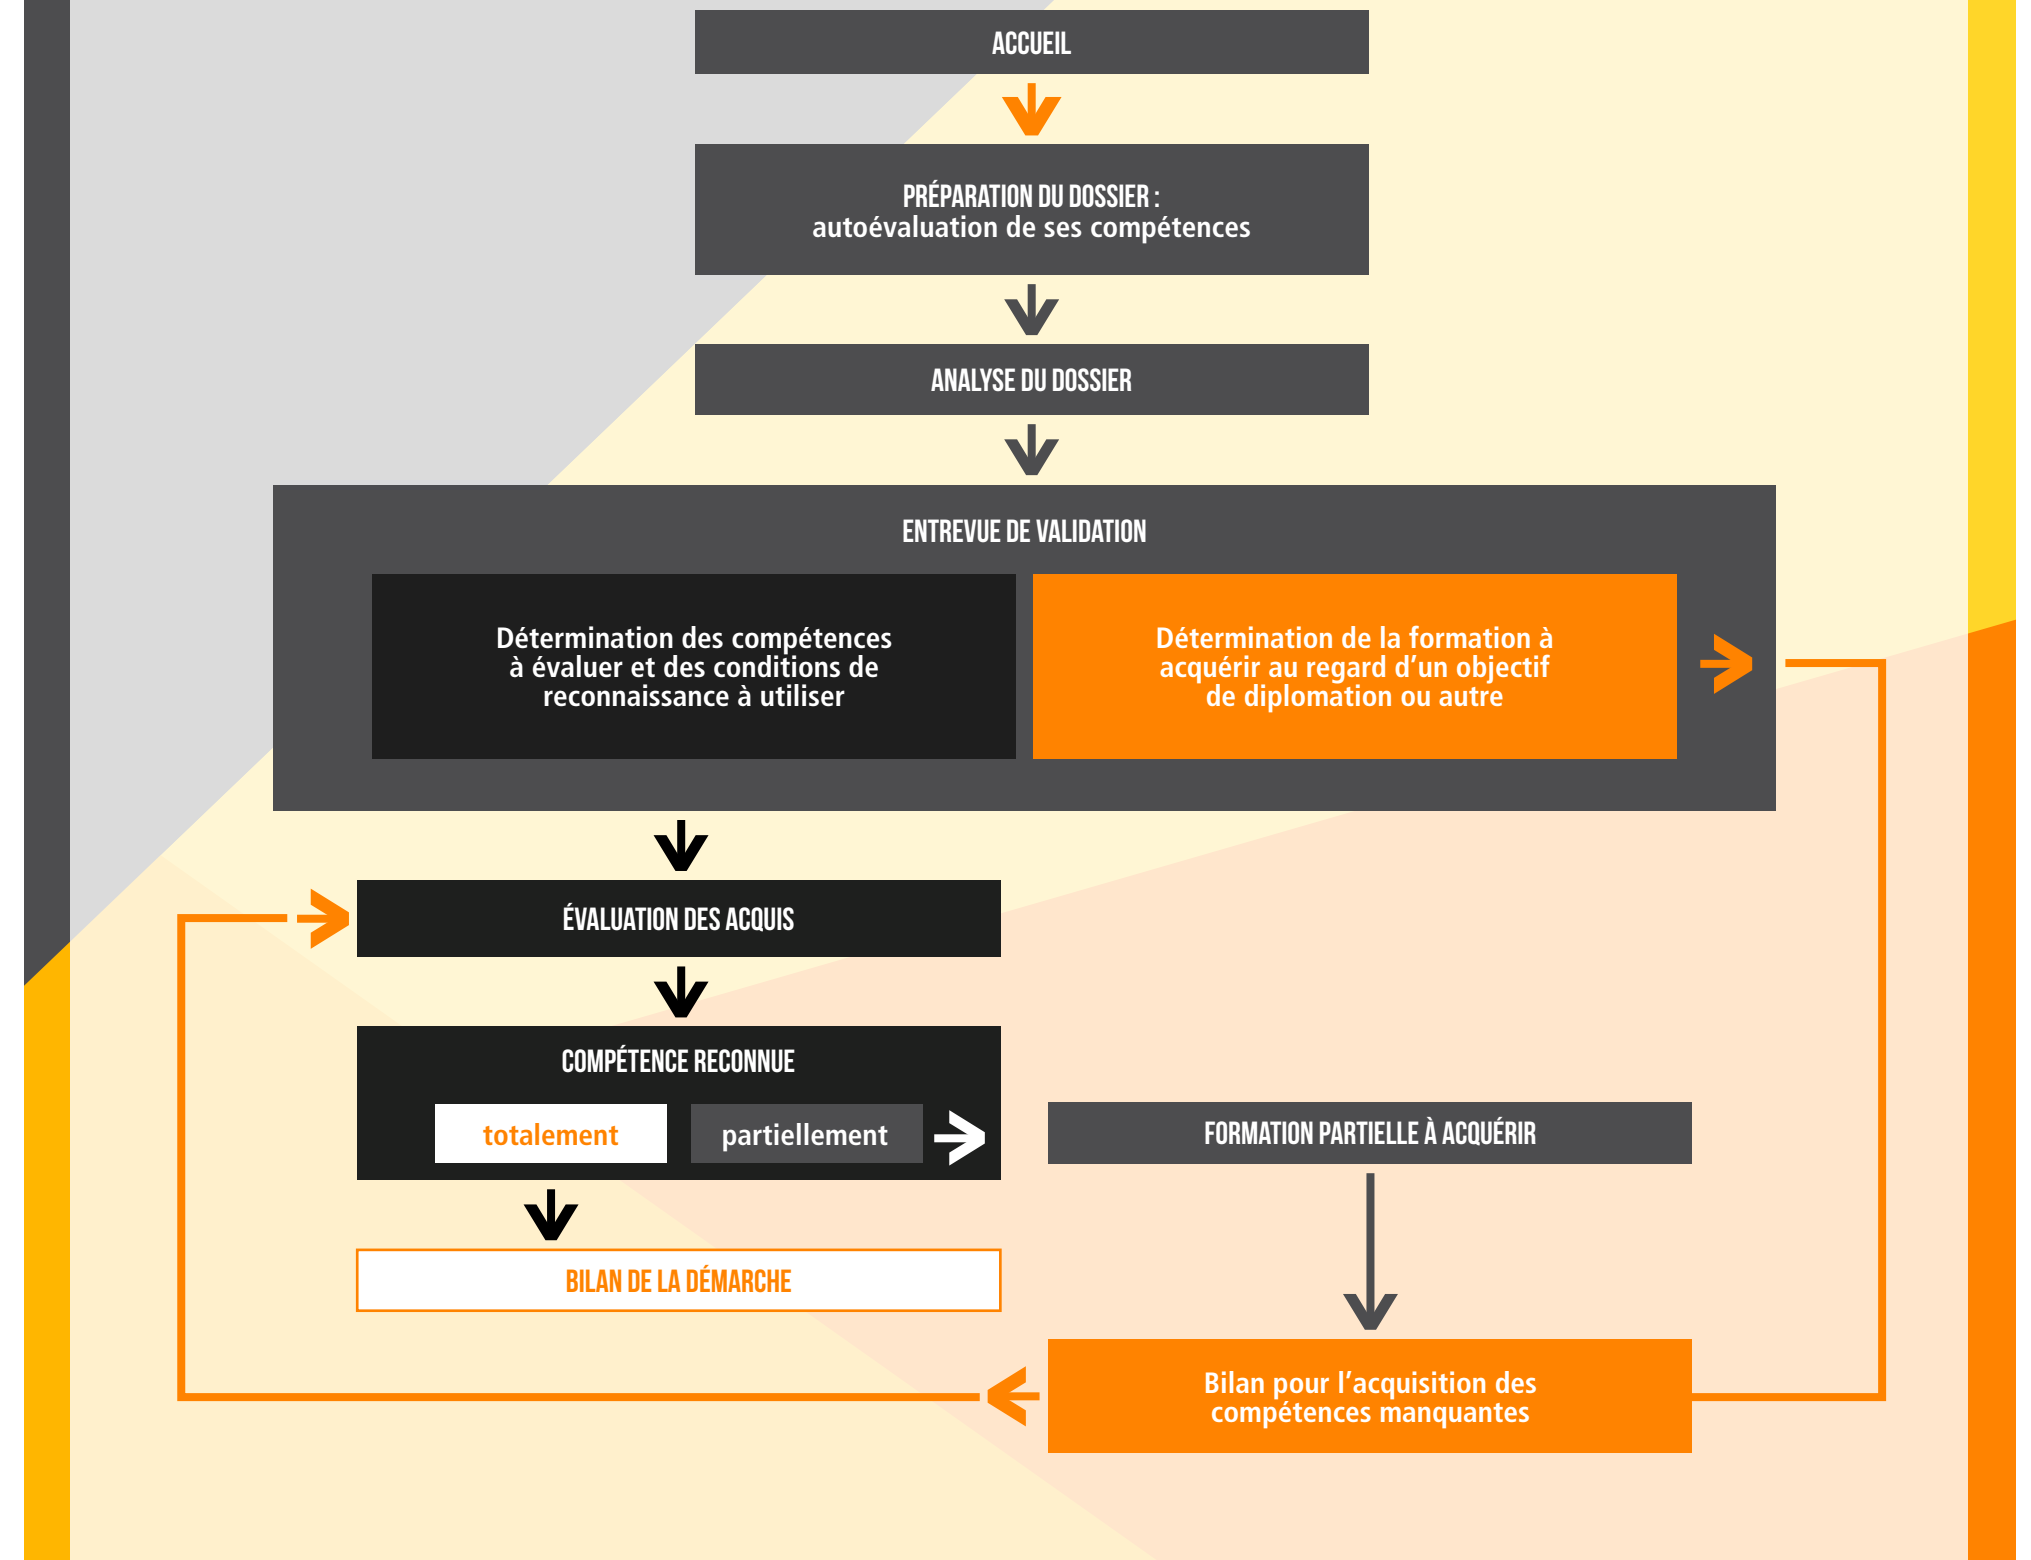 ACCUEIL
PRÉPARATION DU DOSSIER :
autoévaluation de ses compétences
ANALYSE DU DOSSIER
ENTREVUE DE VALIDATION
Détermination des compétences
à évaluer et des conditions de
reconnaissance à utiliser
Détermination de la formation à
acquérir au regard d’un objectif
de diplomation ou autre
ÉVALUATION DES ACQUIS
COMPÉTENCE RECONNUE
totalement
partiellement
FORMATION PARTIELLE À ACQUÉRIR
BILAN DE LA DÉMARCHE
Bilan pour l’acquisition des
compétences manquantes